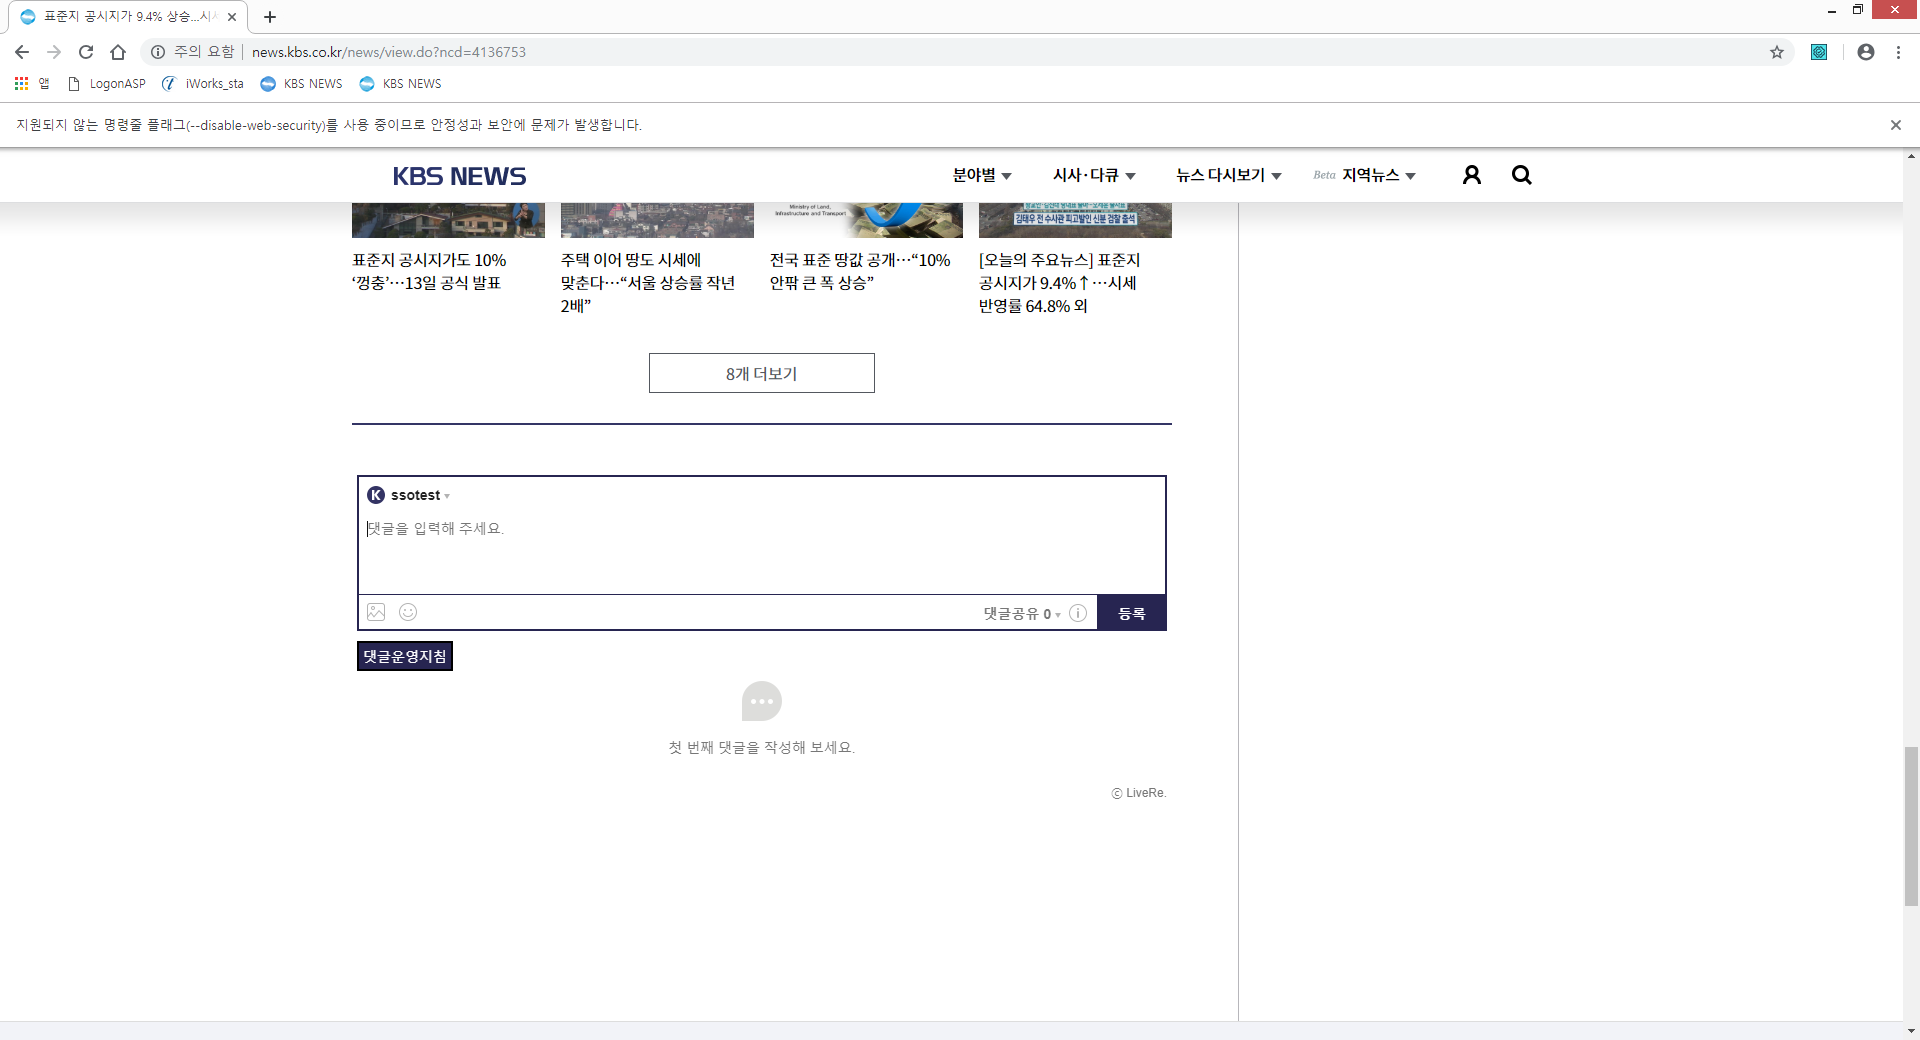 표준지 공시지가 9.4% 상승...시
주의 요함
news.kbs.co.kr/news/view.do?ncd=4136753
앱
LogonASP
iWorks_sta
KBS NEWS
KBS NEWS
지원되지 않는 명령줄 플래그(--disable-web-security)를 사용 중이므로 안정성과 보안에 문제가 발생합니다.
KBS NEWS
분야별
시사·다큐
뉴스 다시보기
Beta 지역뉴스
Ministry of Land,
Infrastructure and Transport
김태우 전 수사관 피고발인 신분 검찰 출석
표준지 공시지가도 10%
‘껑충’…13일 공식 발표
주택 이어 땅도 시세에
맞춘다…“서울 상승률 작년
2배”
전국 표준 땅값 공개…“10%
안팎 큰 폭 상승”
[오늘의 주요뉴스] 표준지
공시지가 9.4%↑…시세
반영률 64.8% 외
8개 더보기
K ssotest
댓글을 입력해 주세요.
댓글공유 0
등록
댓글운영지침
첫 번째 댓글을 작성해 보세요.
ⓒ LiveRe.